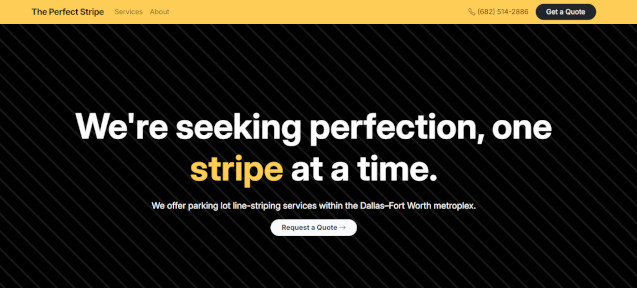 The Perfect Stripe Services About (682) 514-2886 Get a Quote
We're seeking perfection, one
stripe at a time.
We offer parking lot line-striping services within the Dallas–Fort Worth metroplex.
Request a Quote →